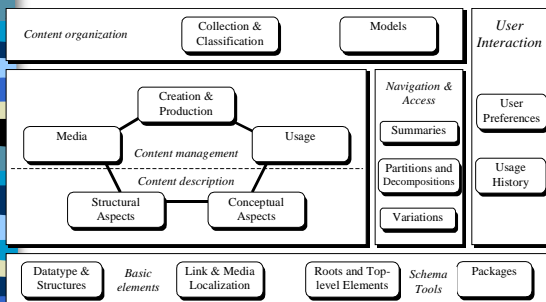 Content organization
Collection &
Classification
Models
User
Interaction
Creation &
Production
Media
Usage
Content management
Content description
Structural
Aspects
Conceptual
Aspects
Navigation &
Access
Summaries
Partitions and
Decompositions
Variations
User
Preferences
Usage
History
Datatype &
Structures
Basic
elements
Link & Media
Localization
Roots and Top-
level Elements
Schema
Tools
Packages